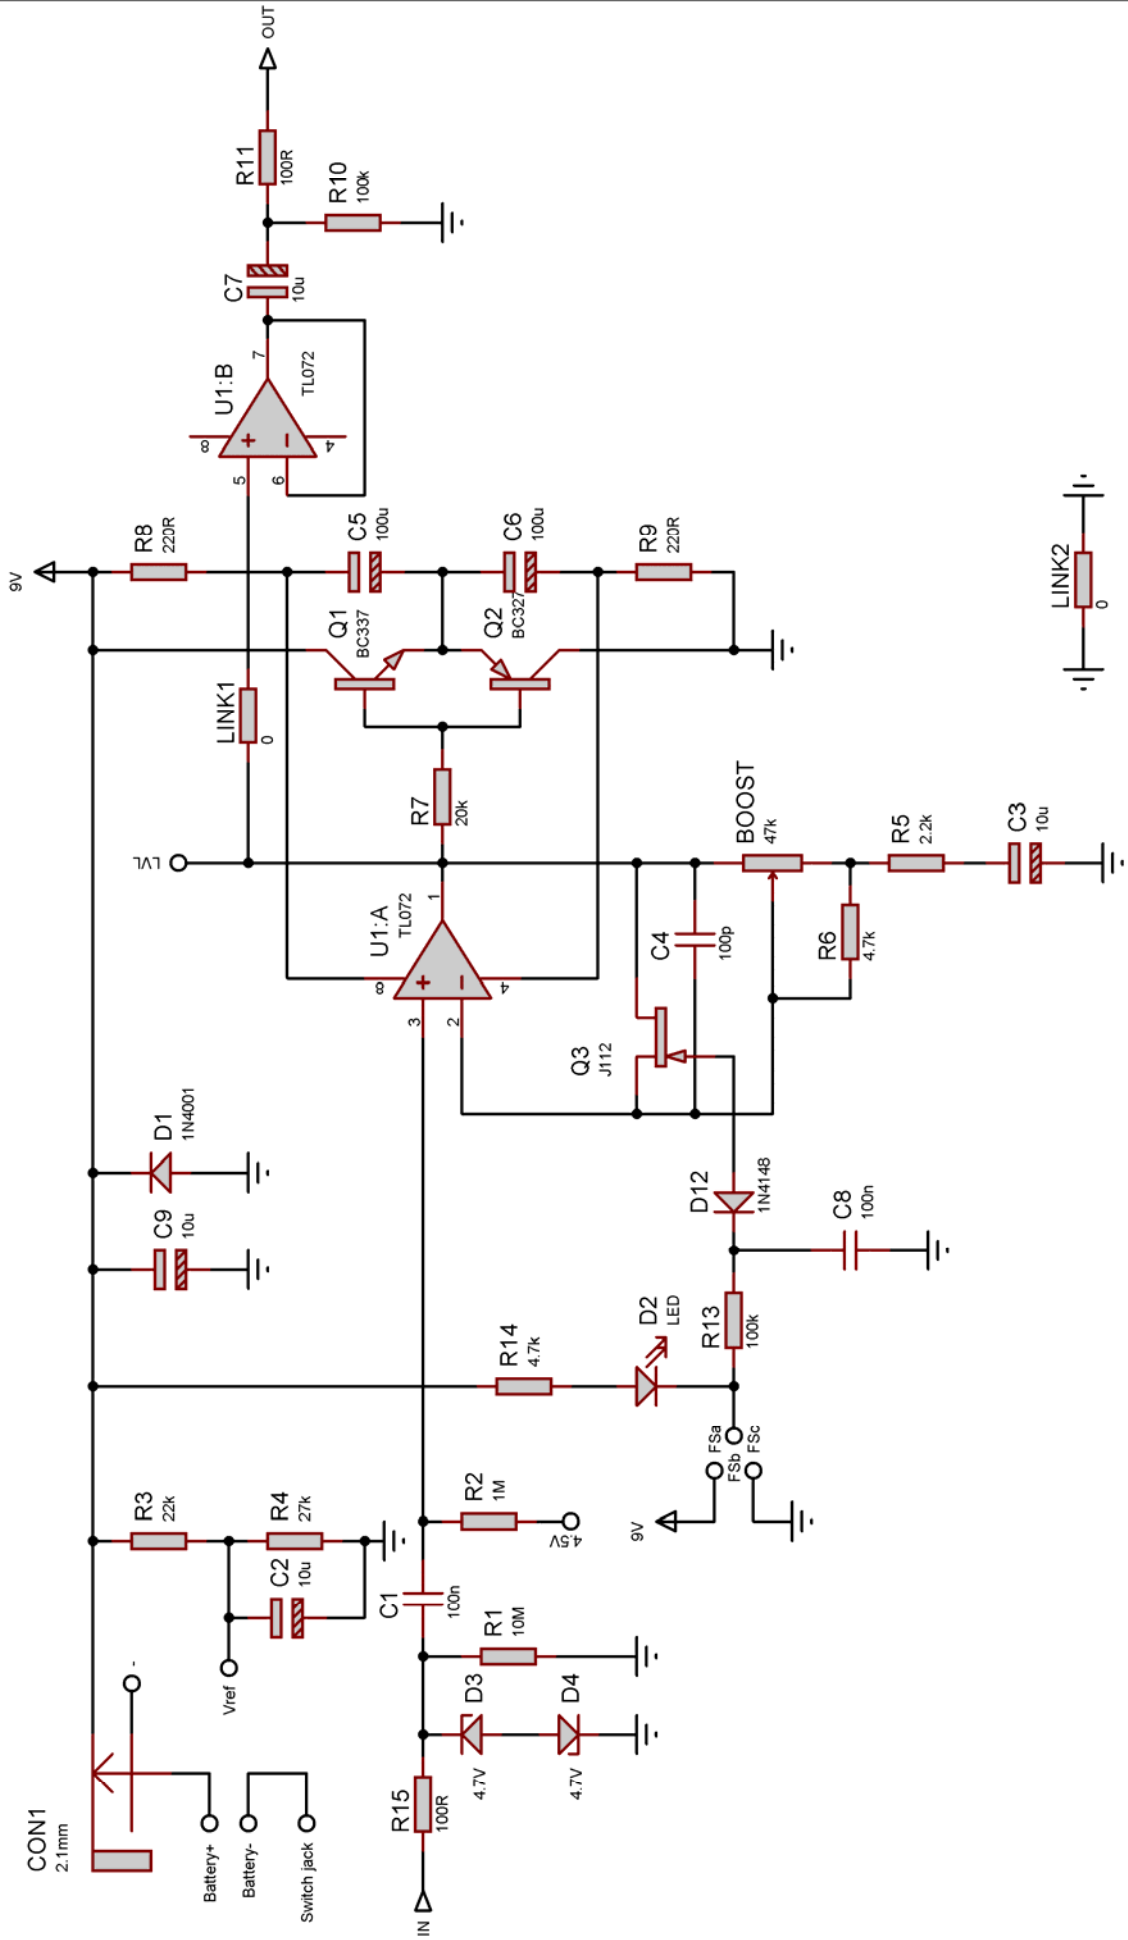 CON1
2.1mm
Battery+
Battery-
Switch jack
-
Vref
R3
22k
R4
27k
C2
10u
IN
R15
100R
D3
4.7V
D4
4.7V
R1
10M
C1
100n
R2
1M
4.5V
9V
FSa
FSb
FSc
R14
4.7k
D2
LED
R13
100k
C8
100n
D12
1N4148
C9
10u
D1
1N4001
Q3
J112
C4
100p
R6
4.7k
BOOST
47k
R5
2.2k
C3
10u
3
2
8
4
1
+
-
U1:A
TL072
LVL
R7
20k
LINK1
0
Q1
BC337
Q2
BC327
9V
R8
220R
C5
100u
C6
100u
R9
220R
5
6
8
4
7
+
-
U1:B
TL072
C7
10u
R10
100k
R11
100R
OUT
LINK2
0